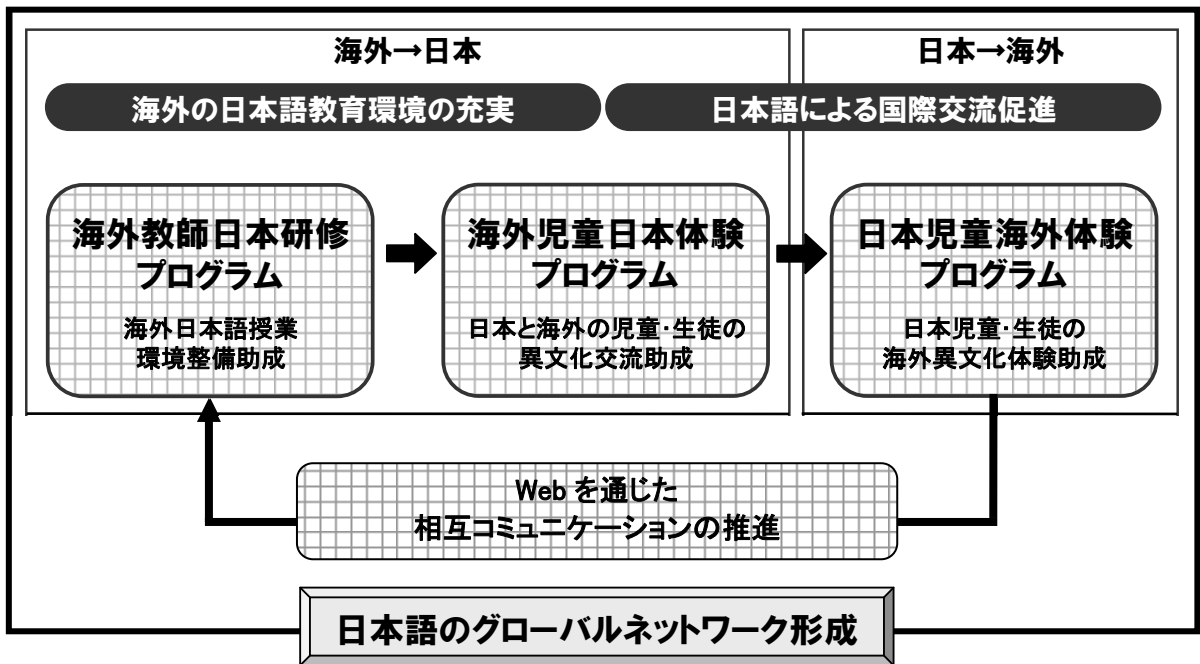 海外→日本
日本→海外
海外の日本語教育環境の充実
日本語による国際交流促進
海外教師日本研修
プログラム
海外日本語授業
環境整備助成
海外児童日本体験
プログラム
日本と海外の児童・生徒の
異文化交流助成
日本児童海外体験
プログラム
日本児童・生徒の
海外異文化体験助成
Webを通じた
相互コミュニケーションの推進
日本語のグローバルネットワーク形成